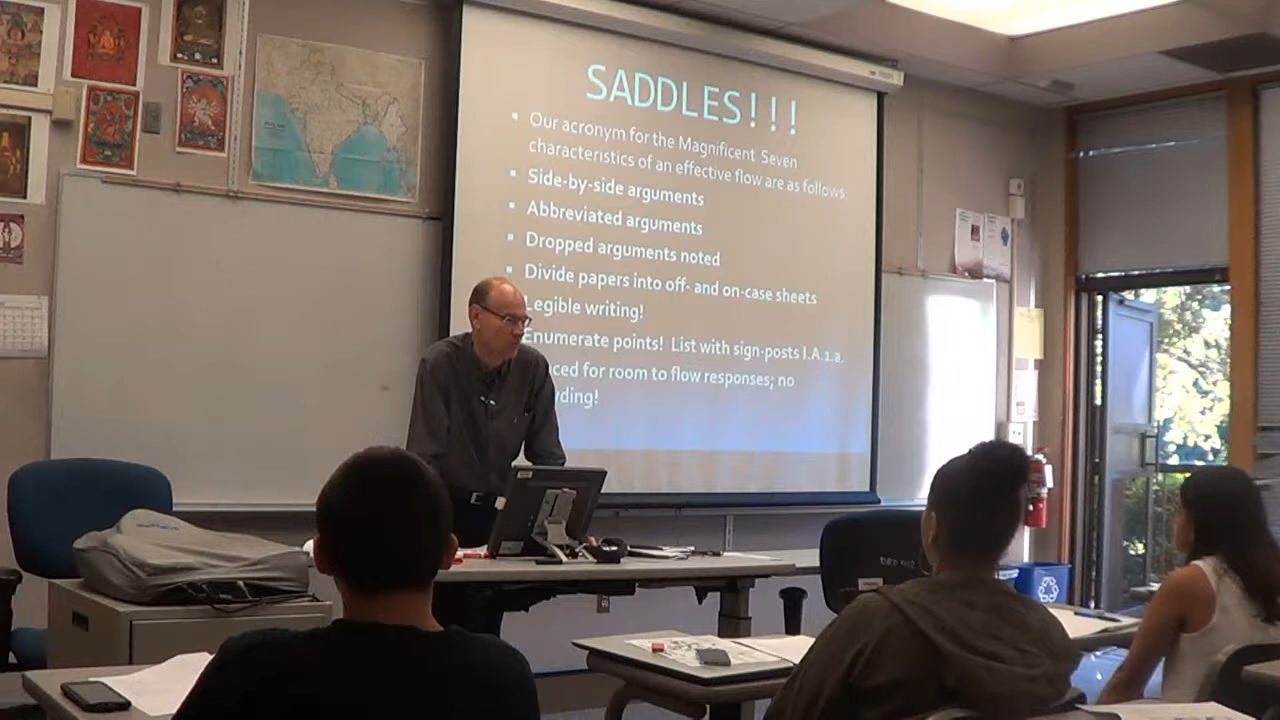 SADDLES!!!
Our acronym for the Magnificent Seven
characteristics of an effective flow are as follows
Side-by-side arguments
Abbreviated arguments
Dropped arguments noted
Divide papers into off- and on-case sheets
Legible writing!
Enumerate points! List with sign-posts I.A.1.a.
for room to flow responses; no